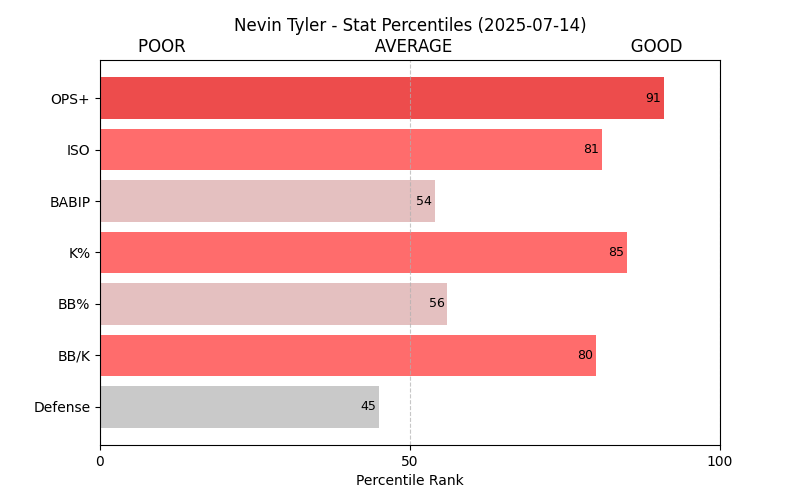 Nevin Tyler - Stat Percentiles (2025-07-14)
POOR AVERAGE GOOD
OPS+ 91
ISO 81
BABIP 54
K% 85
BB% 56
BB/K 80
Defense 45
0 50 100
Percentile Rank